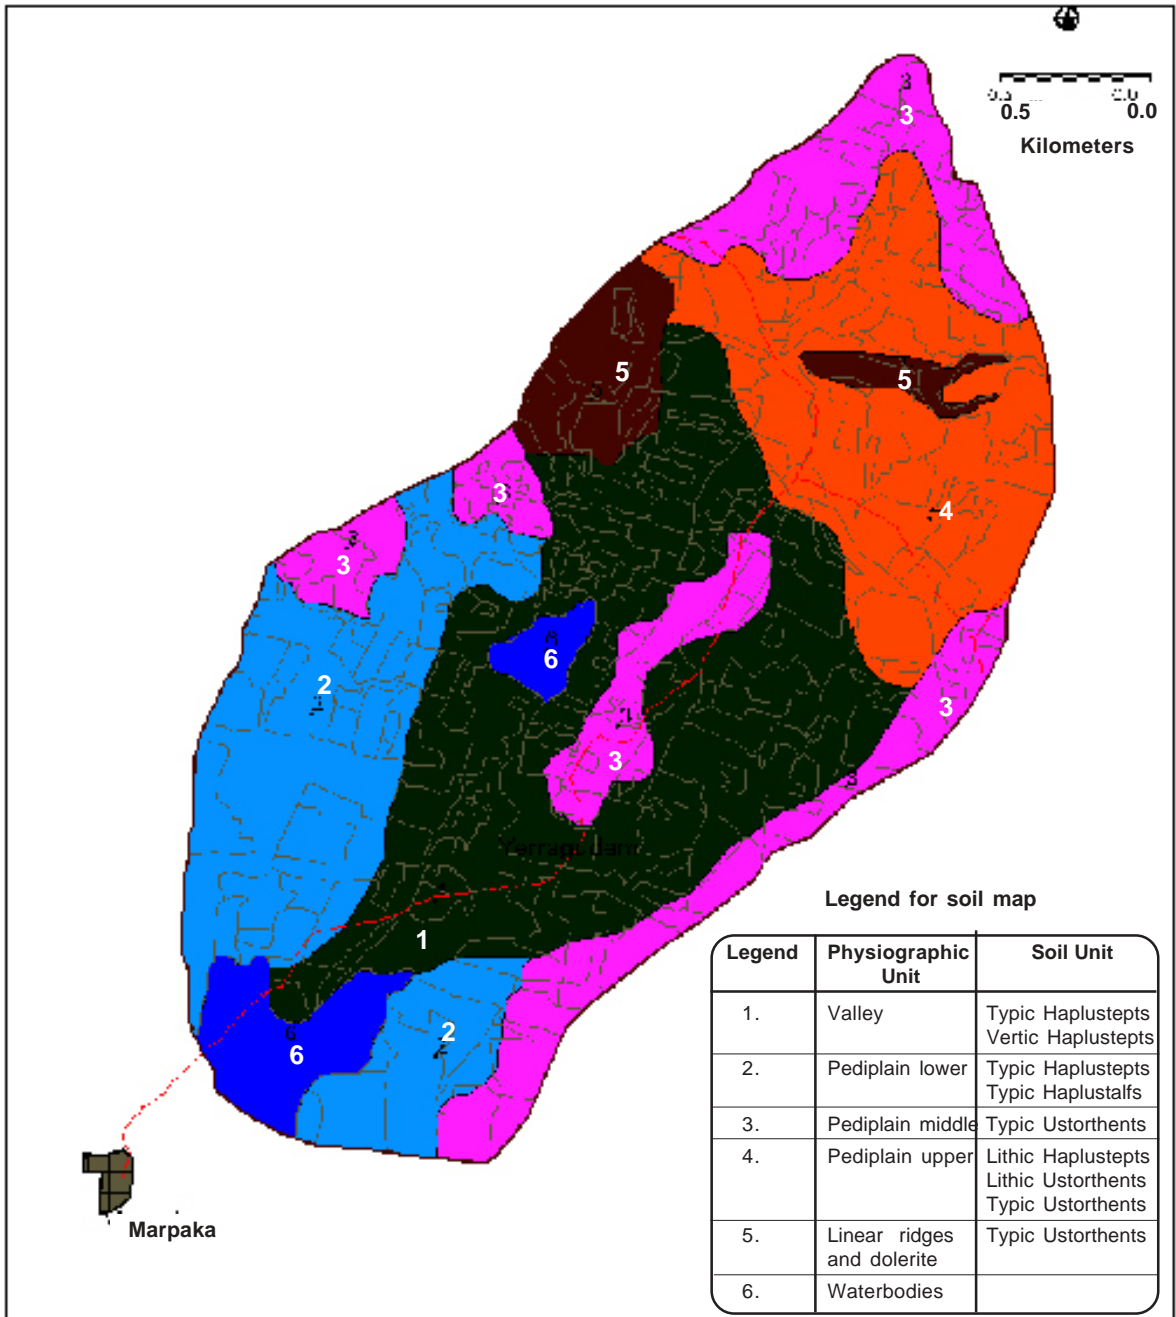 3
0.5 0.0
Kilometers
5
5
3
4
3
6
2
3
3
Yerragudam
1
2
6
Marpaka
Legend for soil map
Legend Physiographic Unit Soil Unit
1. Valley Typic Haplustepts
Vertic Haplustepts
2. Pediplain lower Typic Haplustepts
Typic Haplustalfs
3. Pediplain middle Typic Ustorthents
4. Pediplain upper Lithic Haplustepts
Lithic Ustorthents
Typic Ustorthents
5. Linear ridges Typic Ustorthents
and dolerite
6. Waterbodies